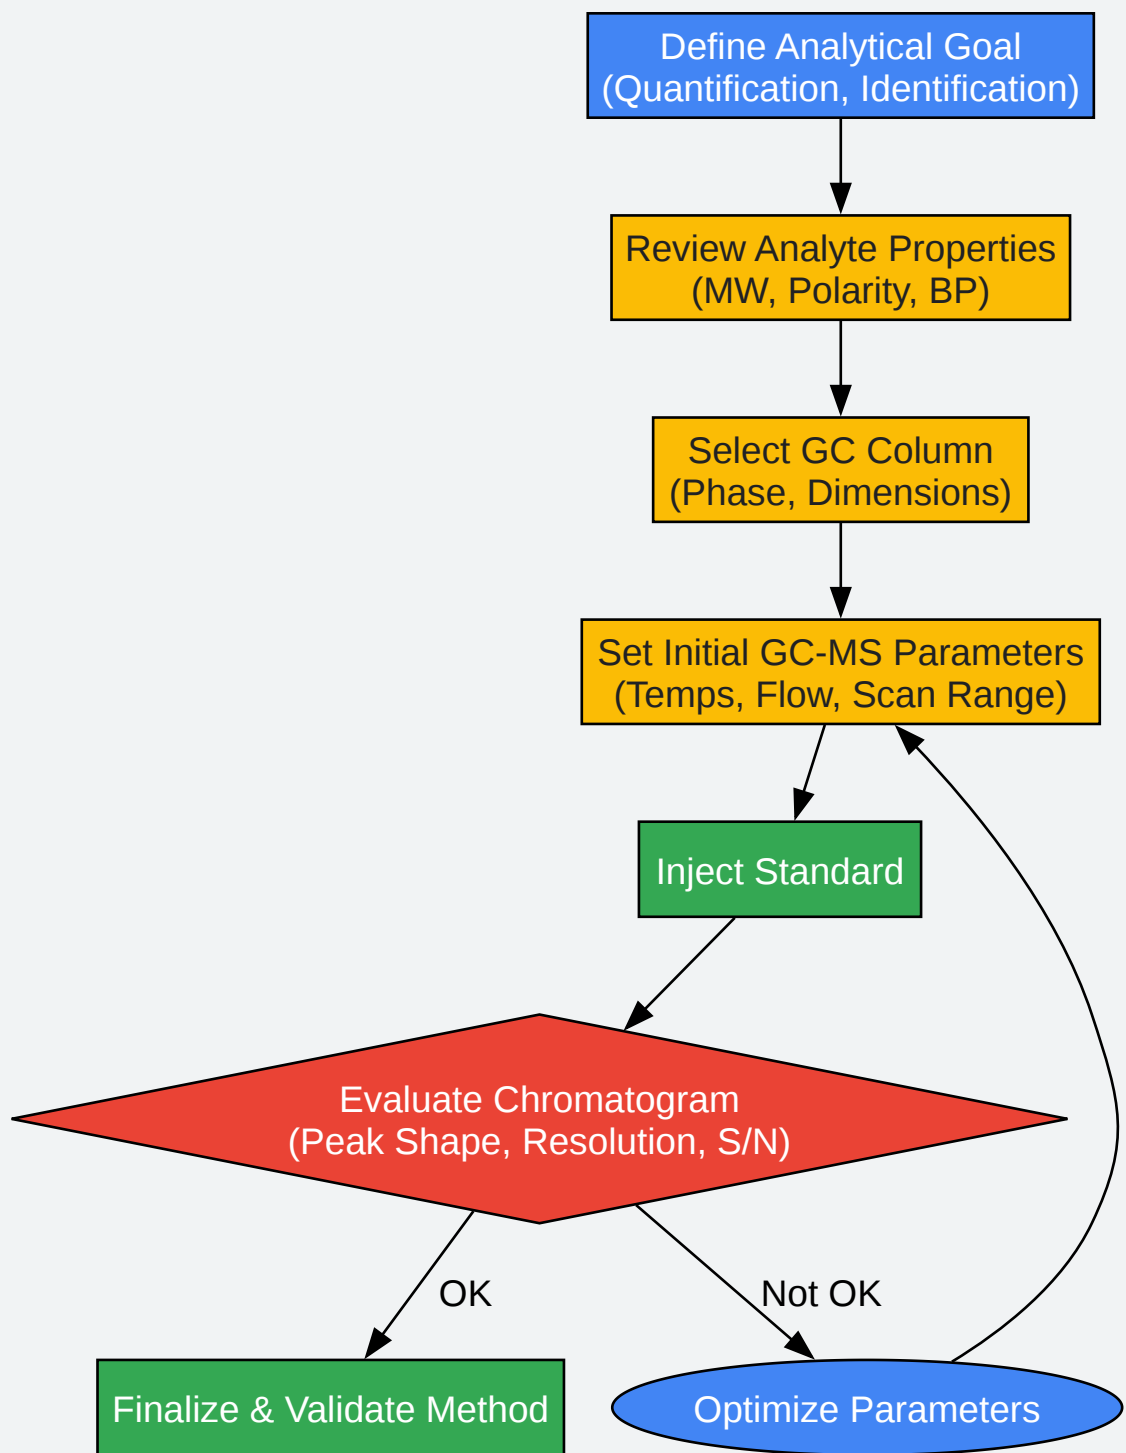 Define Analytical Goal
(Quantification, Identification)
Review Analyte Properties
(MW, Polarity, BP)
Select GC Column
(Phase, Dimensions)
Set Initial GC-MS Parameters
(Temps, Flow, Scan Range)
Inject Standard
Evaluate Chromatogram
(Peak Shape, Resolution, S/N)
OK
Not OK
Finalize & Validate Method
Optimize Parameters